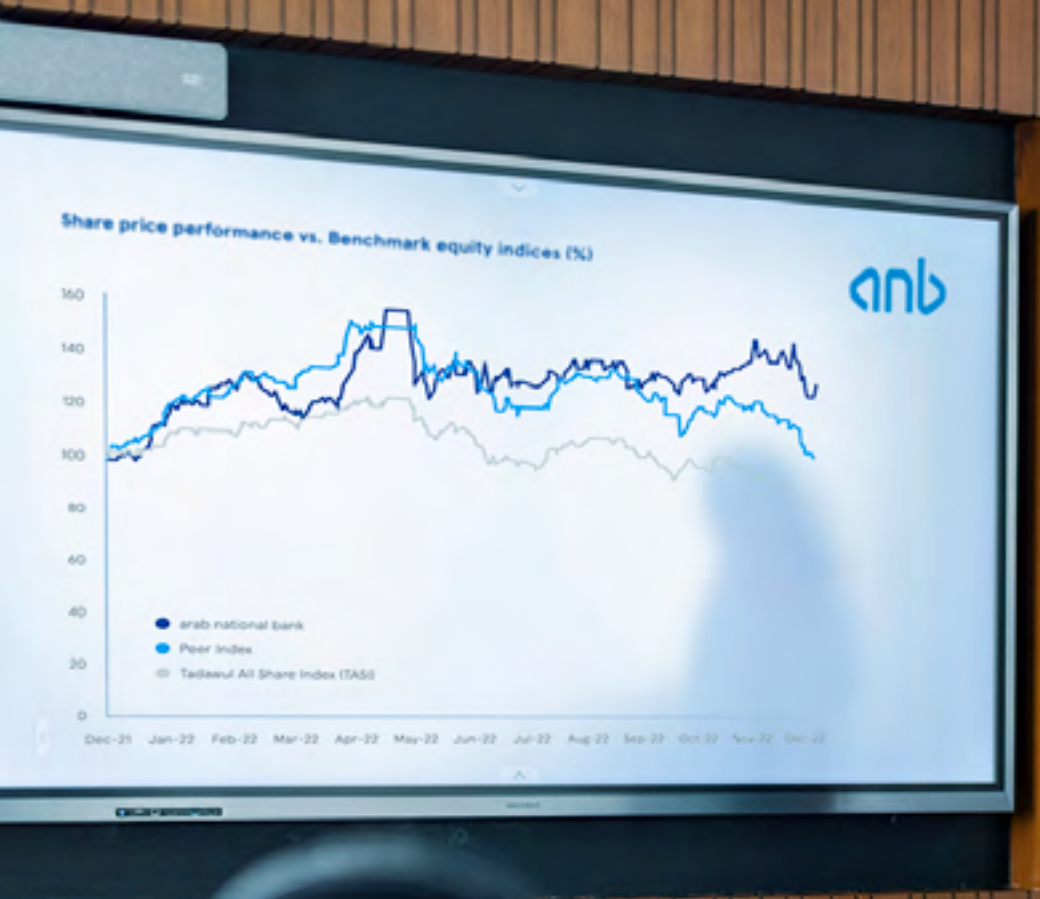 Share price performance vs. Benchmark equity indices (%)
anb
160
140
120
100
80
60
40
20
0
arab national bank
Peer Index
Tadawul All Share Index (TASI)
Dec-21 Jan-22 Feb-22 Mar-22 Apr-22 May-22 Jun-22 Jul-22 Aug-22 Sep-22 Oct-22 Nov-22 Dec-22